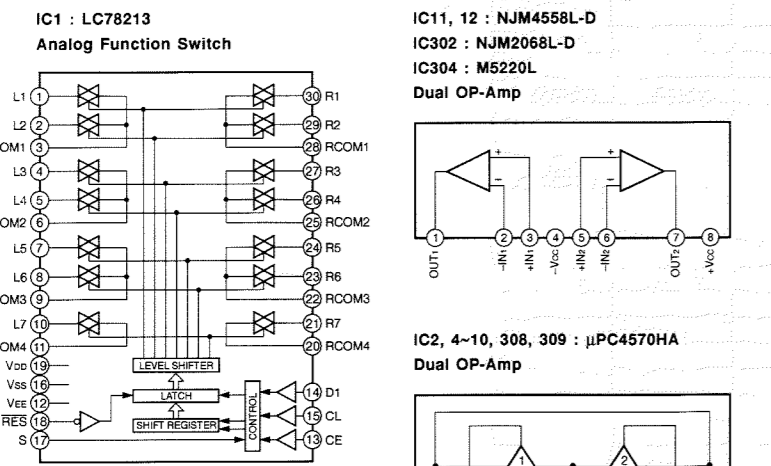 IC1 : LC78213
Analog Function Switch
L1 1
L2 2
OM1 3
L3 4
L4 5
OM2 6
L5 7
L6 8
OM3 9
L7 10
OM4 11
VDD 19
VSS 16
VEE 12
RES 18
S 17
30 R1
29 R2
28 RCOM1
27 R3
26 R4
25 RCOM2
24 R5
23 R6
22 RCOM3
21 R7
20 RCOM4
14 D1
15 CL
13 CE
LEVEL SHIFTER
LATCH
SHIFT REGISTER
CONTROL
IC11, 12 : NJM4558L-D
IC302 : NJM2068L-D
IC304 : M5220L
Dual OP-Amp
+ − + −
1 2 3 4 5 6 7 8
OUT1 −IN1 +IN1 −VCC +IN2 −IN2 OUT2 +VCC
IC2, 4~10, 308, 309 : µPC4570HA
Dual OP-Amp
1 2